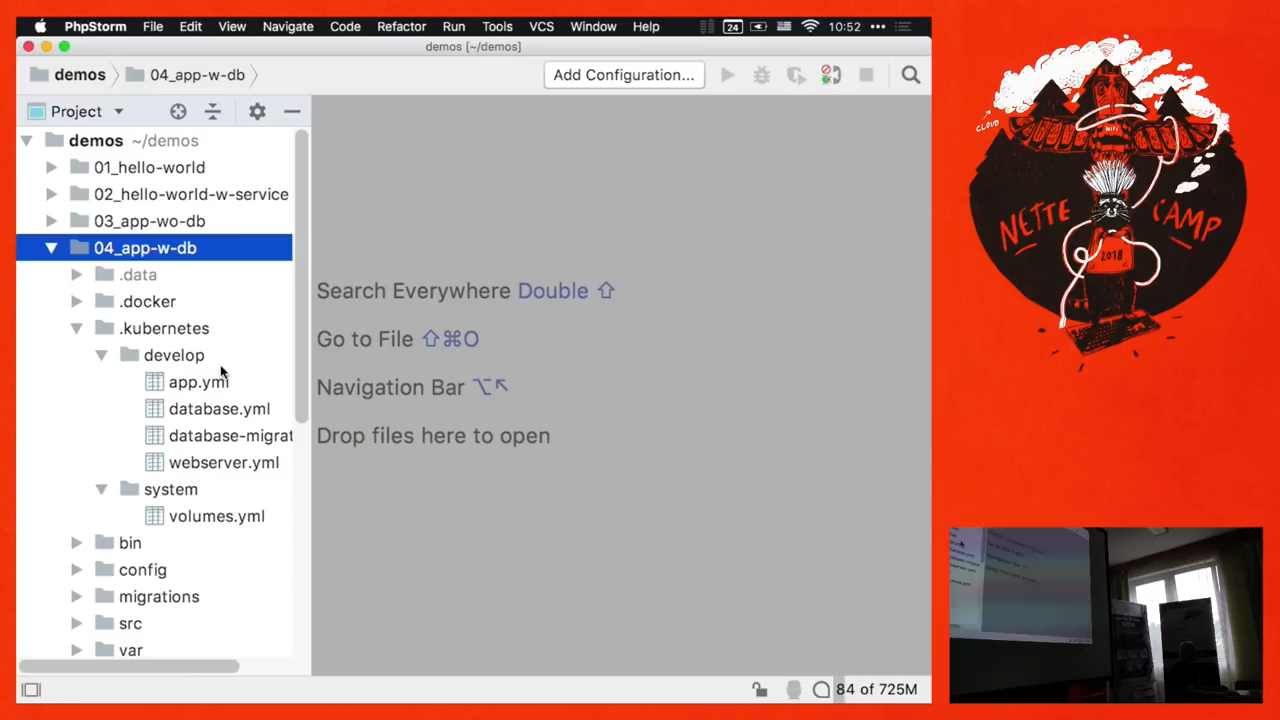 PhpStorm File Edit View Navigate Code Refactor Run Tools VCS Window Help 24 10:52
demos [~/demos]
demos 04_app-w-db Add Configuration...
Project
demos ~/demos
01_hello-world
02_hello-world-w-service
03_app-wo-db
04_app-w-db
.data
.docker
.kubernetes
develop
app.yml
database.yml
database-migrat
webserver.yml
system
volumes.yml
bin
config
migrations
src
var
Search Everywhere Double ⇧
Go to File ⇧⌘O
Navigation Bar ⌥↖
Drop files here to open
84 of 725M
CLOUD
WIFI
NETTE CAMP
2018